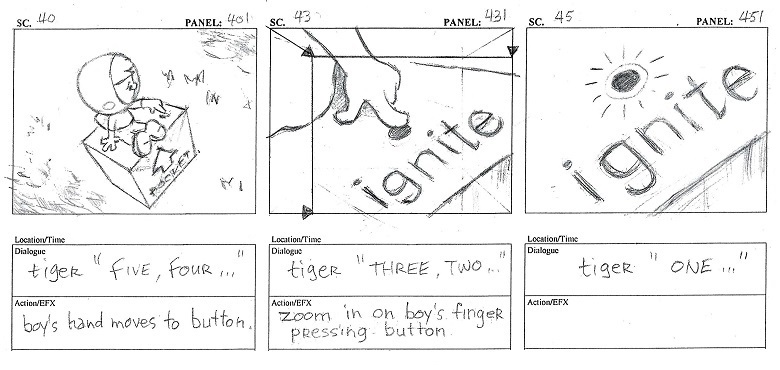 SC. 40 PANEL: 401
ROCKET
Location/Time
Dialogue
tiger " FIVE, FOUR ... "
Action/EFX
boy's hand moves to button.
SC. 43 PANEL: 431
ignite
Location/Time
Dialogue
tiger " THREE, TWO ... "
Action/EFX
zoom in on boy's finger
pressing button
SC. 45 PANEL: 451
ignite
Location/Time
Dialogue
tiger " ONE ... "
Action/EFX